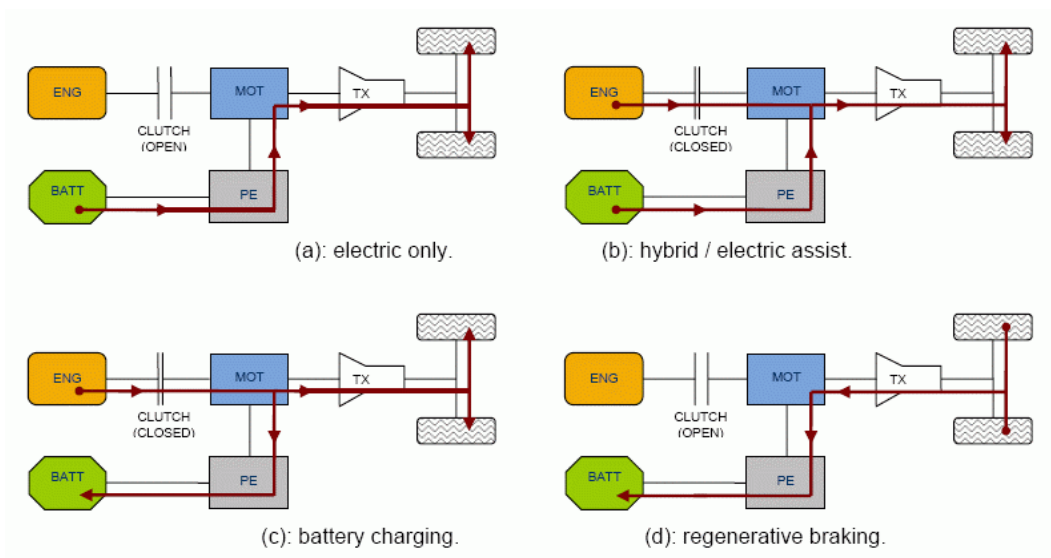 ENG
MOT
TX
CLUTCH
(OPEN)
BATT
PE
(a): electric only.
ENG
MOT
TX
CLUTCH
(CLOSED)
BATT
PE
(b): hybrid / electric assist.
ENG
MOT
TX
CLUTCH
(CLOSED)
BATT
PE
(c): battery charging.
ENG
MOT
TX
CLUTCH
(OPEN)
BATT
PE
(d): regenerative braking.